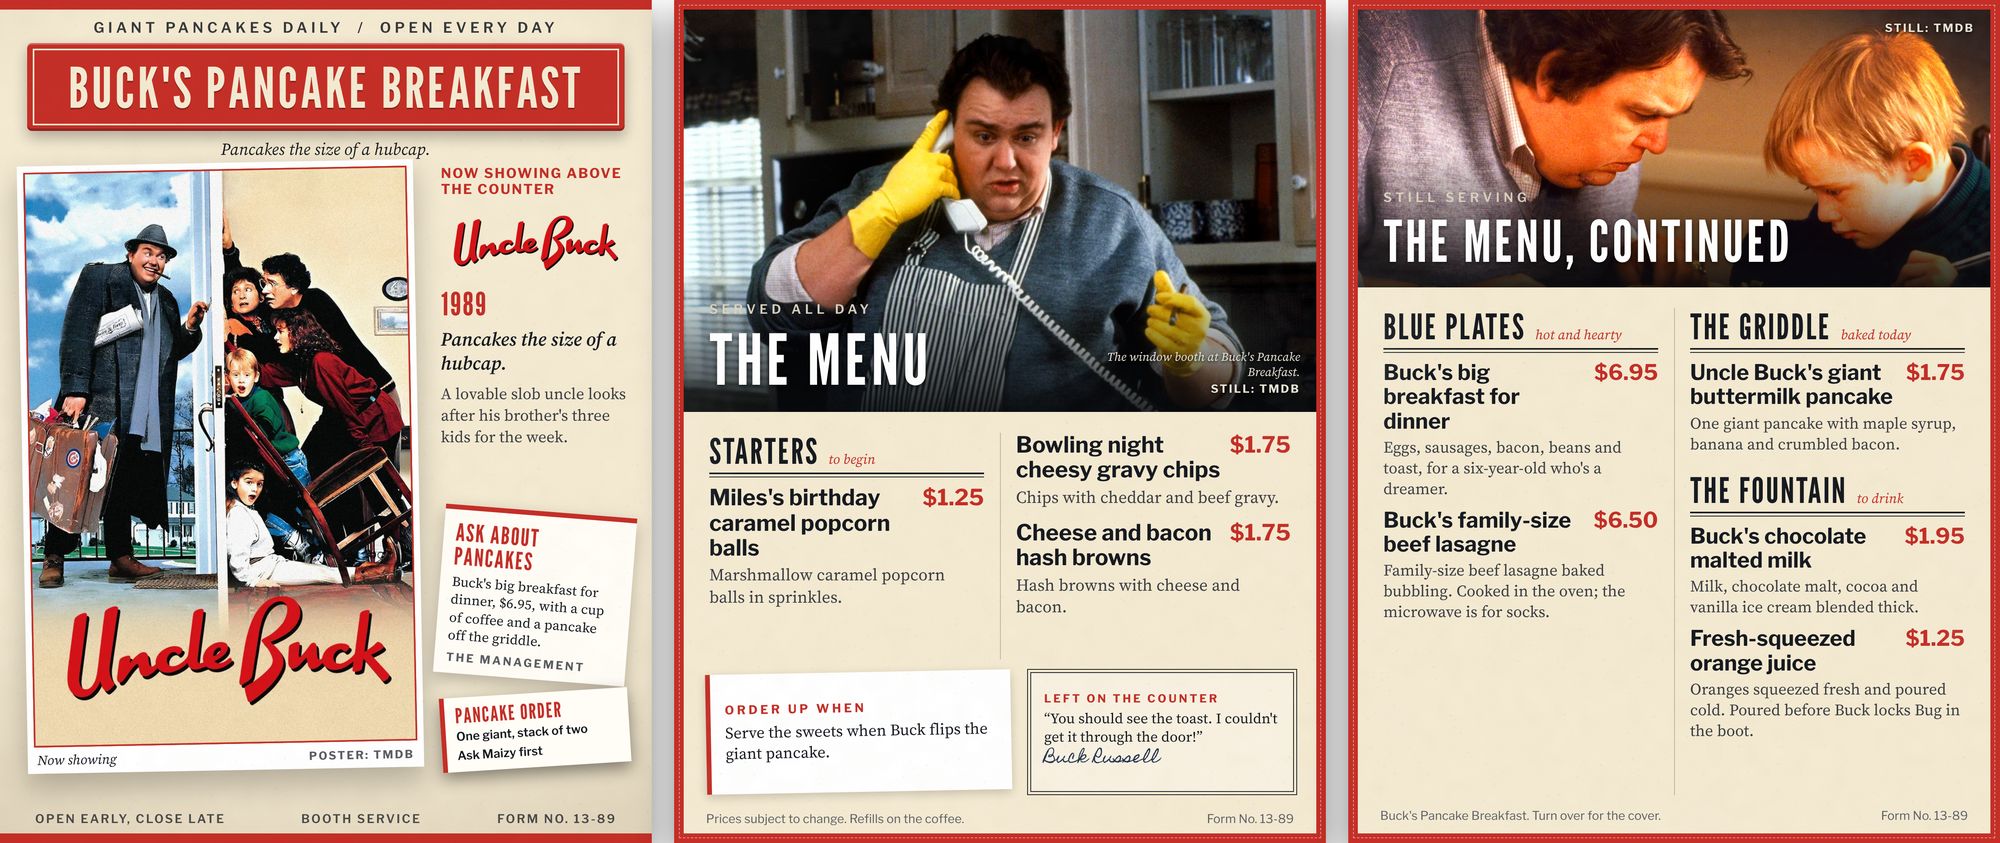 GIANT PANCAKES DAILY / OPEN EVERY DAY
BUCK'S PANCAKE BREAKFAST
Pancakes the size of a hubcap.
NOW SHOWING ABOVE
THE COUNTER
Uncle Buck
1989
Pancakes the size of a
hubcap.
A lovable slob uncle looks
after his brother's three
kids for the week.
Uncle Buck
Now showing
POSTER: TMDB
ASK ABOUT
PANCAKES
Buck's big breakfast for
dinner, $6.95, with a cup
of coffee and a pancake
off the griddle.
THE MANAGEMENT
PANCAKE ORDER
One giant, stack of two
Ask Maizy first
OPEN EARLY, CLOSE LATE
BOOTH SERVICE
FORM NO. 13-89
SERVED ALL DAY
THE MENU
The window booth at Buck's Pancake
Breakfast.
STILL: TMDB
STARTERS to begin
Miles's birthday $1.25
caramel popcorn
balls
Marshmallow caramel popcorn
balls in sprinkles.
Bowling night $1.75
cheesy gravy chips
Chips with cheddar and beef gravy.
Cheese and bacon $1.75
hash browns
Hash browns with cheese and
bacon.
ORDER UP WHEN
Serve the sweets when Buck flips the
giant pancake.
LEFT ON THE COUNTER
“You should see the toast. I couldn't
get it through the door!”
Buck Russell
Prices subject to change. Refills on the coffee.
Form No. 13-89
STILL: TMDB
STILL SERVING
THE MENU, CONTINUED
BLUE PLATES hot and hearty
Buck's big $6.95
breakfast for
dinner
Eggs, sausages, bacon, beans and
toast, for a six-year-old who's a
dreamer.
Buck's family-size $6.50
beef lasagne
Family-size beef lasagne baked
bubbling. Cooked in the oven; the
microwave is for socks.
THE GRIDDLE baked today
Uncle Buck's giant $1.75
buttermilk pancake
One giant pancake with maple syrup,
banana and crumbled bacon.
THE FOUNTAIN to drink
Buck's chocolate $1.95
malted milk
Milk, chocolate malt, cocoa and
vanilla ice cream blended thick.
Fresh-squeezed $1.25
orange juice
Oranges squeezed fresh and poured
cold. Poured before Buck locks Bug in
the boot.
Buck's Pancake Breakfast. Turn over for the cover.
Form No. 13-89